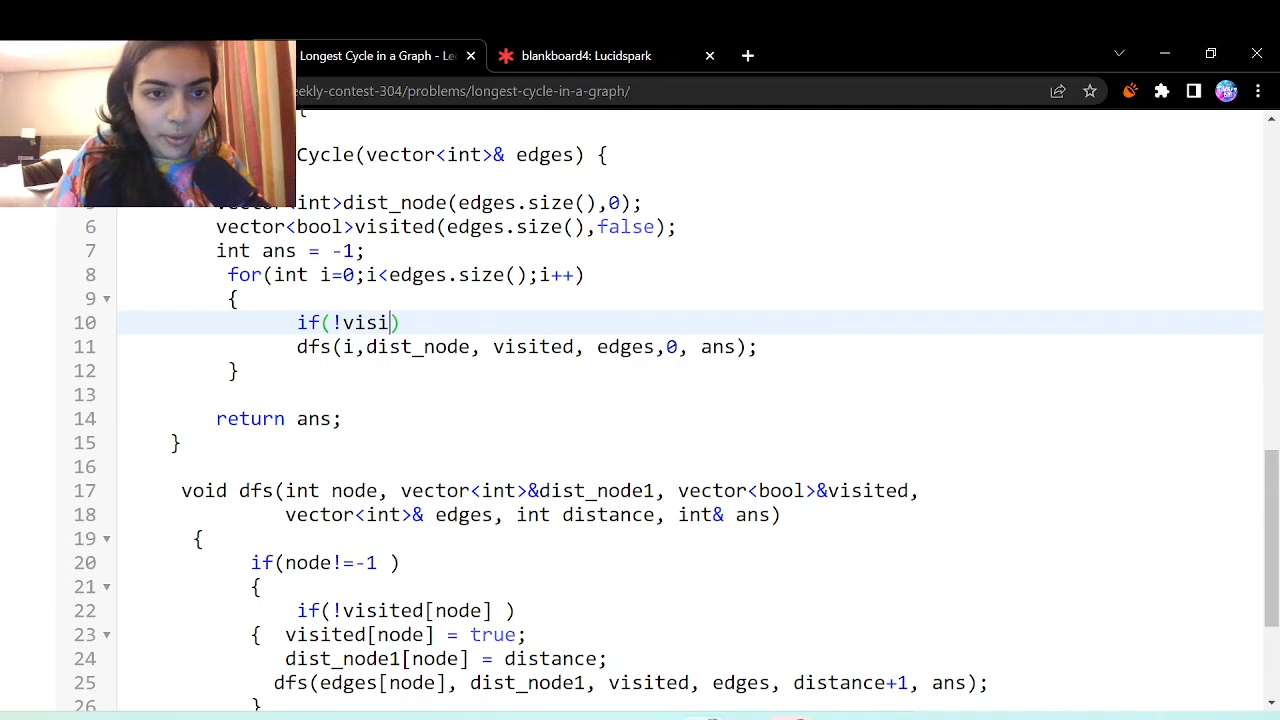 Longest Cycle in a Graph - Le
blankboard4: Lucidspark
eekly-contest-304/problems/longest-cycle-in-a-graph/
Cycle(vector<int>& edges) {
int>dist_node(edges.size(),0);
6 vector<bool>visited(edges.size(),false);
7 int ans = -1;
8 for(int i=0;i<edges.size();i++)
9 {
10 if(!visi)
11 dfs(i,dist_node, visited, edges,0, ans);
12 }
13
14 return ans;
15 }
16
17 void dfs(int node, vector<int>&dist_node1, vector<bool>&visited,
18 vector<int>& edges, int distance, int& ans)
19 {
20 if(node!=-1 )
21 {
22 if(!visited[node] )
23 { visited[node] = true;
24 dist_node1[node] = distance;
25 dfs(edges[node], dist_node1, visited, edges, distance+1, ans);
26 }